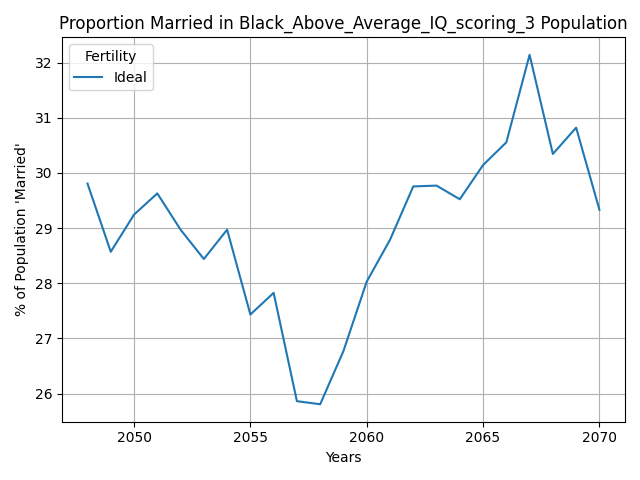 Proportion Married in Black_Above_Average_IQ_scoring_3 Population
Fertility
Ideal
% of Population 'Married'
32
31
30
29
28
27
26
2050
2055
2060
2065
2070
Years